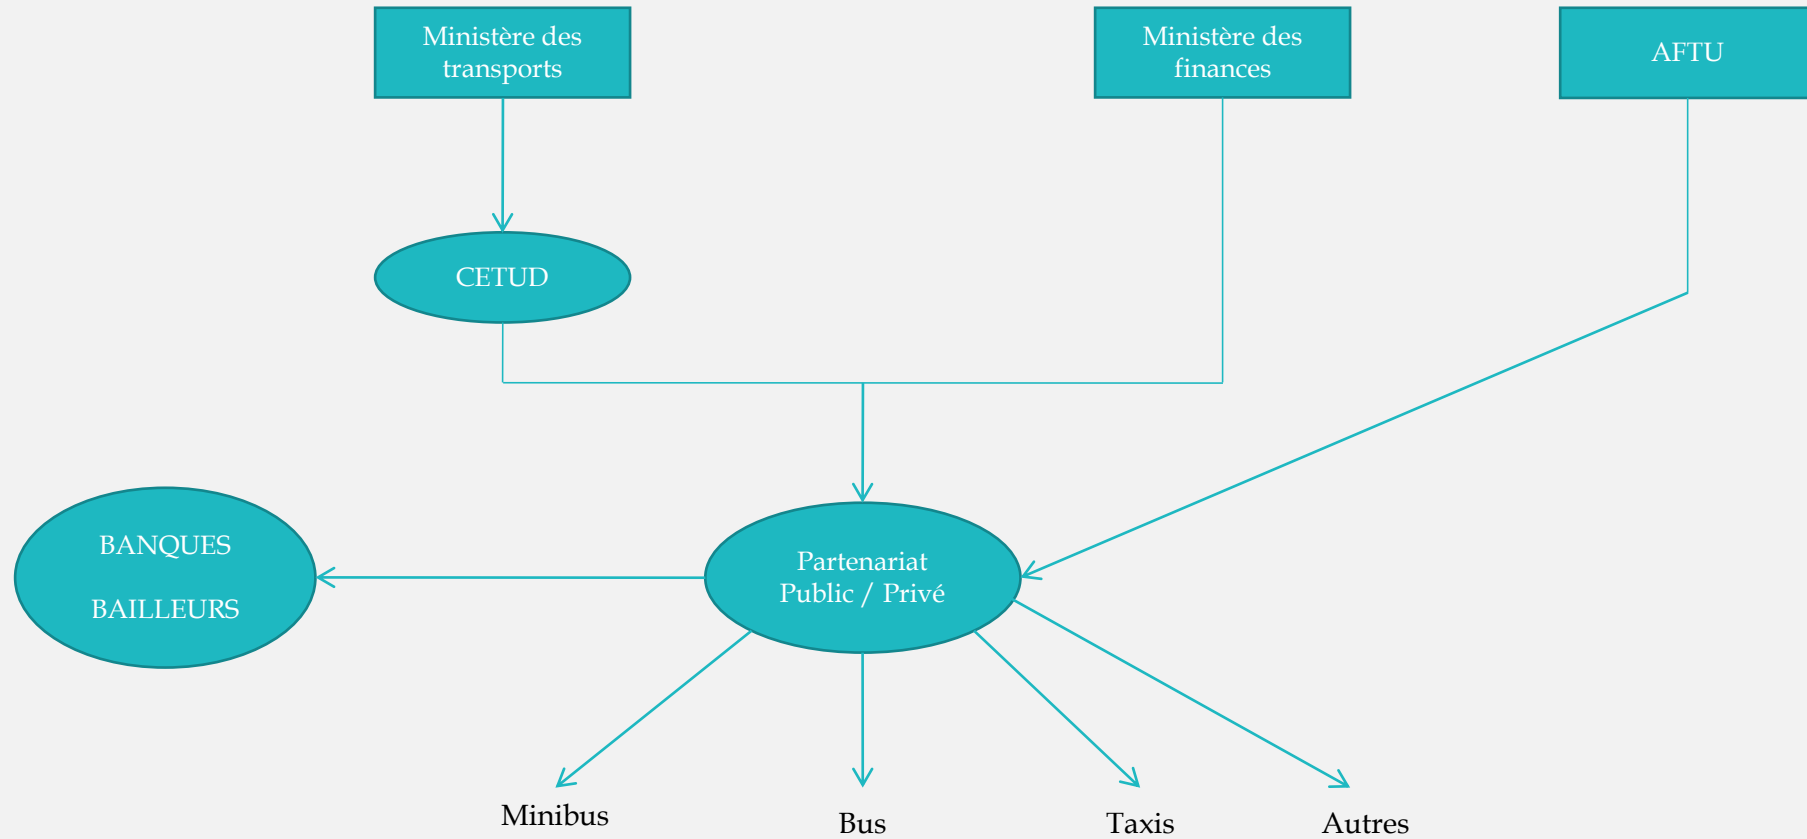 Ministère des
transports
Ministère des
finances
AFTU
CETUD
BANQUES
BAILLEURS
Partenariat
Public / Privé
Minibus
Bus
Taxis
Autres